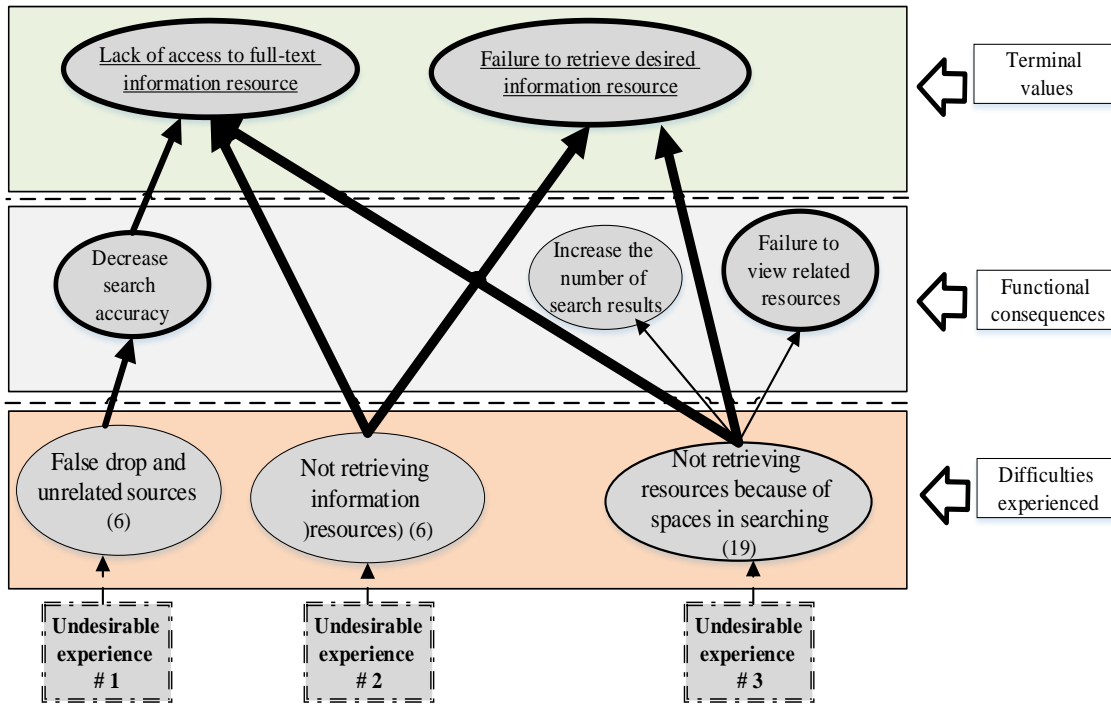 Lack of access to full-text
information resource
Failure to retrieve desired
information resource
Terminal
values
Decrease
search
accuracy
Increase the
number of
search results
Failure to
view related
resources
Functional
consequences
False drop and
unrelated sources
(6)
Not retrieving
information
)resources) (6)
Not retrieving
resources because of
spaces in searching
(19)
Difficulties
experienced
Undesirable
experience
# 1
Undesirable
experience
# 2
Undesirable
experience
# 3